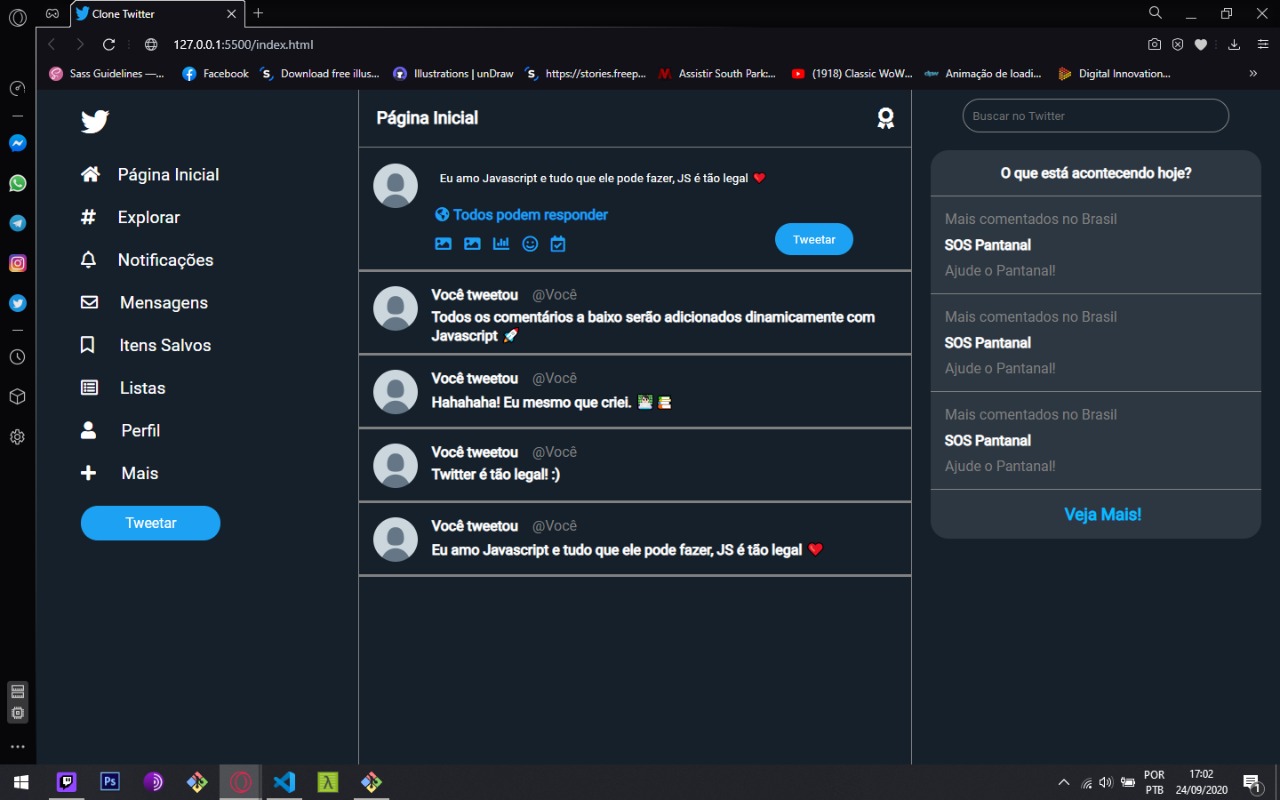 Clone Twitter
127.0.0.1:5500/index.html
Sass Guidelines —...
Facebook
Download free illus...
Illustrations | unDraw
https://stories.freep...
Assistir South Park:...
(1918) Classic WoW...
Animação de loadi...
Digital Innovation...
Página Inicial
Explorar
Notificações
Mensagens
Itens Salvos
Listas
Perfil
Mais
Tweetar
Página Inicial
Eu amo Javascript e tudo que ele pode fazer, JS é tão legal ❤️
Todos podem responder
Tweetar
Você tweetou @Você
Todos os comentários a baixo serão adicionados dinamicamente com
Javascript 🚀
Você tweetou @Você
Hahahaha! Eu mesmo que criei. 👨🏻‍💻 📚
Você tweetou @Você
Twitter é tão legal! :)
Você tweetou @Você
Eu amo Javascript e tudo que ele pode fazer, JS é tão legal ❤️
Buscar no Twitter
O que está acontecendo hoje?
Mais comentados no Brasil
SOS Pantanal
Ajude o Pantanal!
Mais comentados no Brasil
SOS Pantanal
Ajude o Pantanal!
Mais comentados no Brasil
SOS Pantanal
Ajude o Pantanal!
Veja Mais!
Ps
POR
PTB
17:02
24/09/2020
1